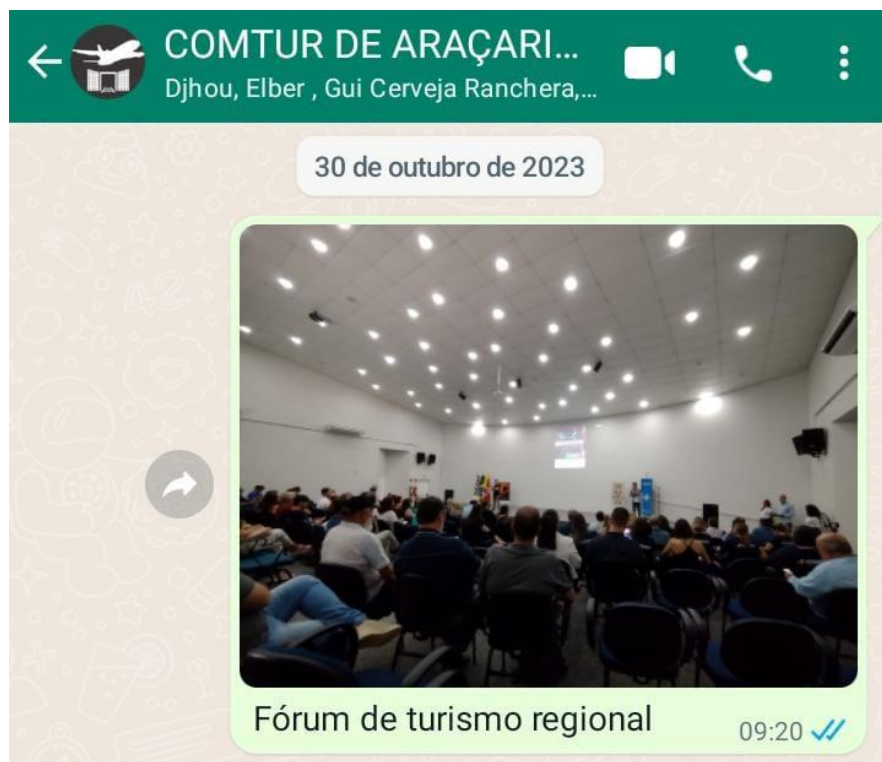 COMTUR DE ARAÇARI...
Djhou, Elber , Gui Cerveja Ranchera,...
30 de outubro de 2023
Fórum de turismo regional
09:20